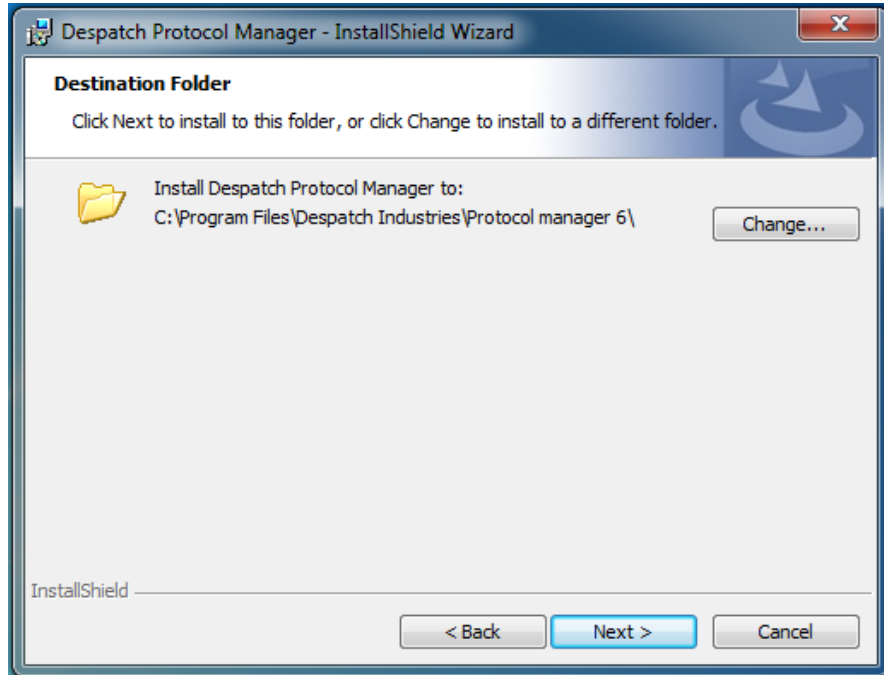 Despatch Protocol Manager - InstallShield Wizard
Destination Folder
Click Next to install to this folder, or click Change to install to a different folder.
Install Despatch Protocol Manager to:
C:\Program Files\Despatch Industries\Protocol manager 6\
Change...
InstallShield
< Back
Next >
Cancel